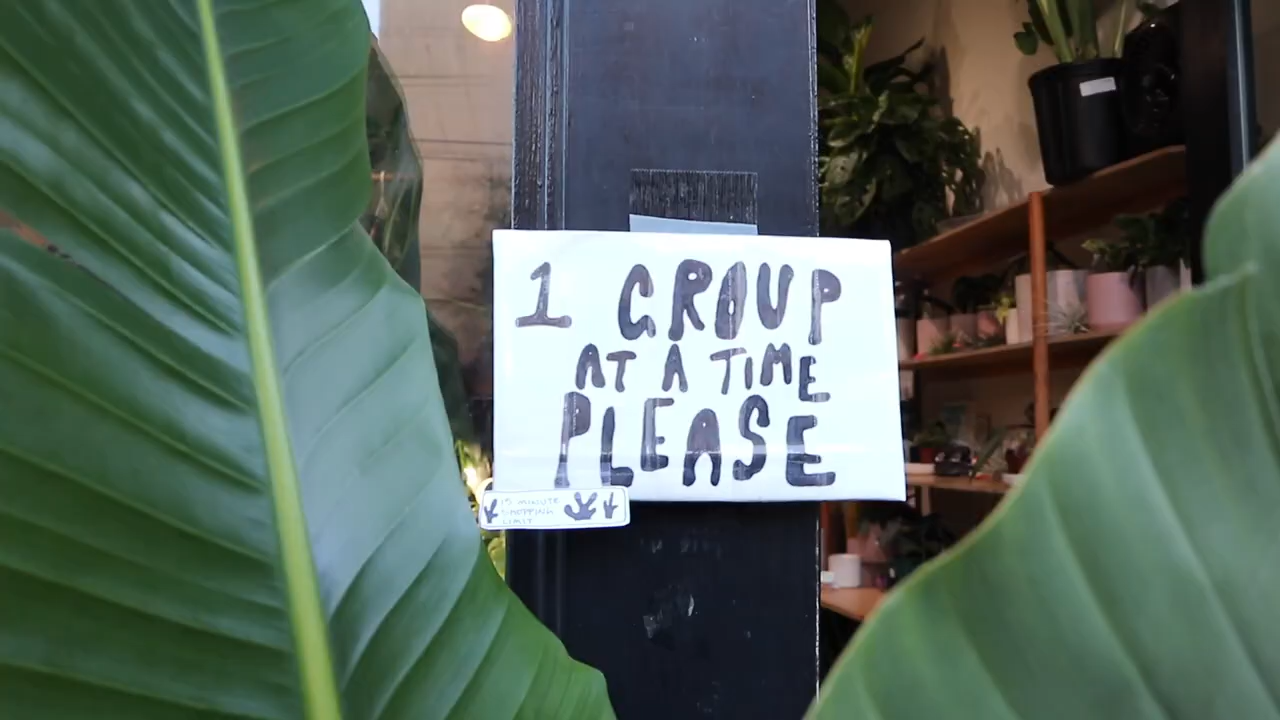 1 GROUP
AT A TIME
PLEASE
15 MINUTE
SHOPPING
LIMIT